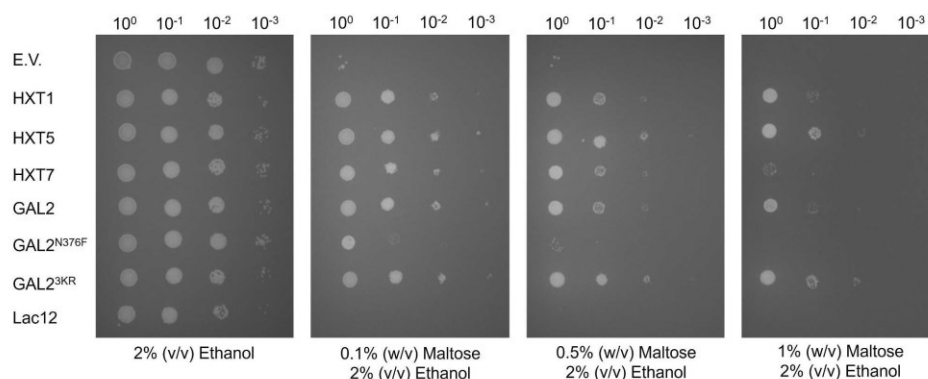 10⁰ 10⁻¹ 10⁻² 10⁻³ 10⁰ 10⁻¹ 10⁻² 10⁻³ 10⁰ 10⁻¹ 10⁻² 10⁻³ 10⁰ 10⁻¹ 10⁻² 10⁻³
E.V.
HXT1
HXT5
HXT7
GAL2
GAL2ᴺ³⁷⁶ꟳ
GAL2³ᴷᴿ
Lac12
2% (v/v) Ethanol
0.1% (w/v) Maltose
2% (v/v) Ethanol
0.5% (w/v) Maltose
2% (v/v) Ethanol
1% (w/v) Maltose
2% (v/v) Ethanol